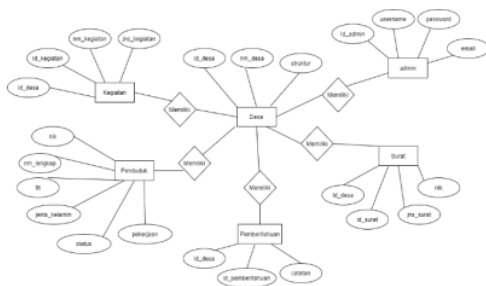 username
password
id_admin
email
admin
nm_kegiatan
jns_kegiatan
id_kegiatan
id_desa
Kegiatan
id_desa
nm_desa
struktur
Desa
Memiliki
Memiliki
Memiliki
Memiliki
Memiliki
nik
nm_lengkap
ttl
jenis_kelamin
status
pekerjaan
Penduduk
Surat
id_desa
id_surat
jns_surat
nik
Pemberitahuan
id_desa
id_pemberitahuan
catatan